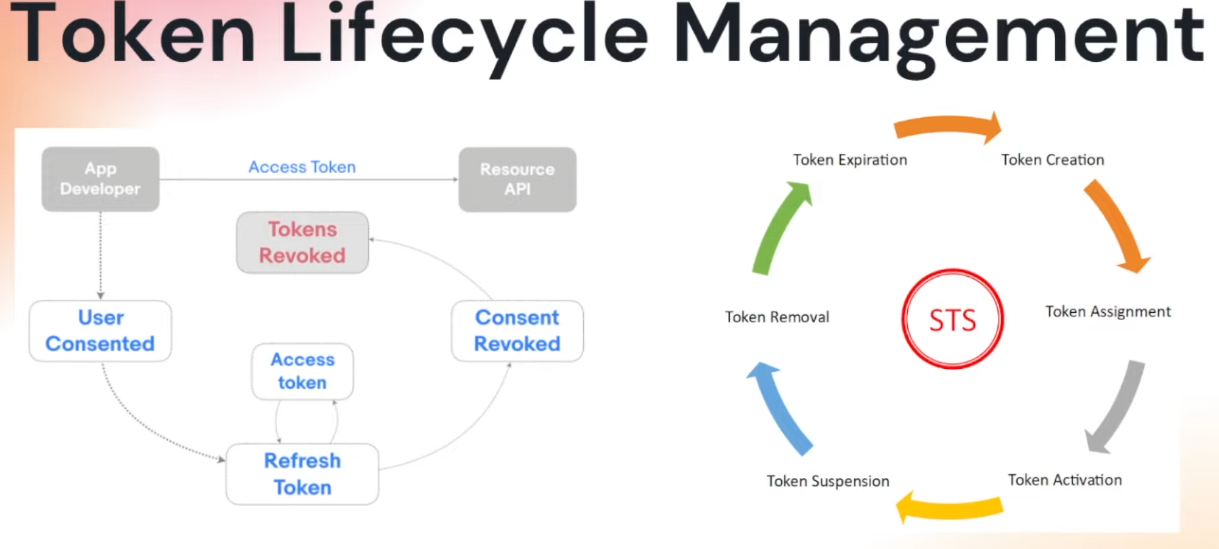 Token Lifecycle Management
App
Developer
Access Token
Resource
API
Tokens
Revoked
User
Consented
Consent
Revoked
Access
token
Refresh
Token
Token Expiration
Token Creation
Token Removal
STS
Token Assignment
Token Suspension
Token Activation